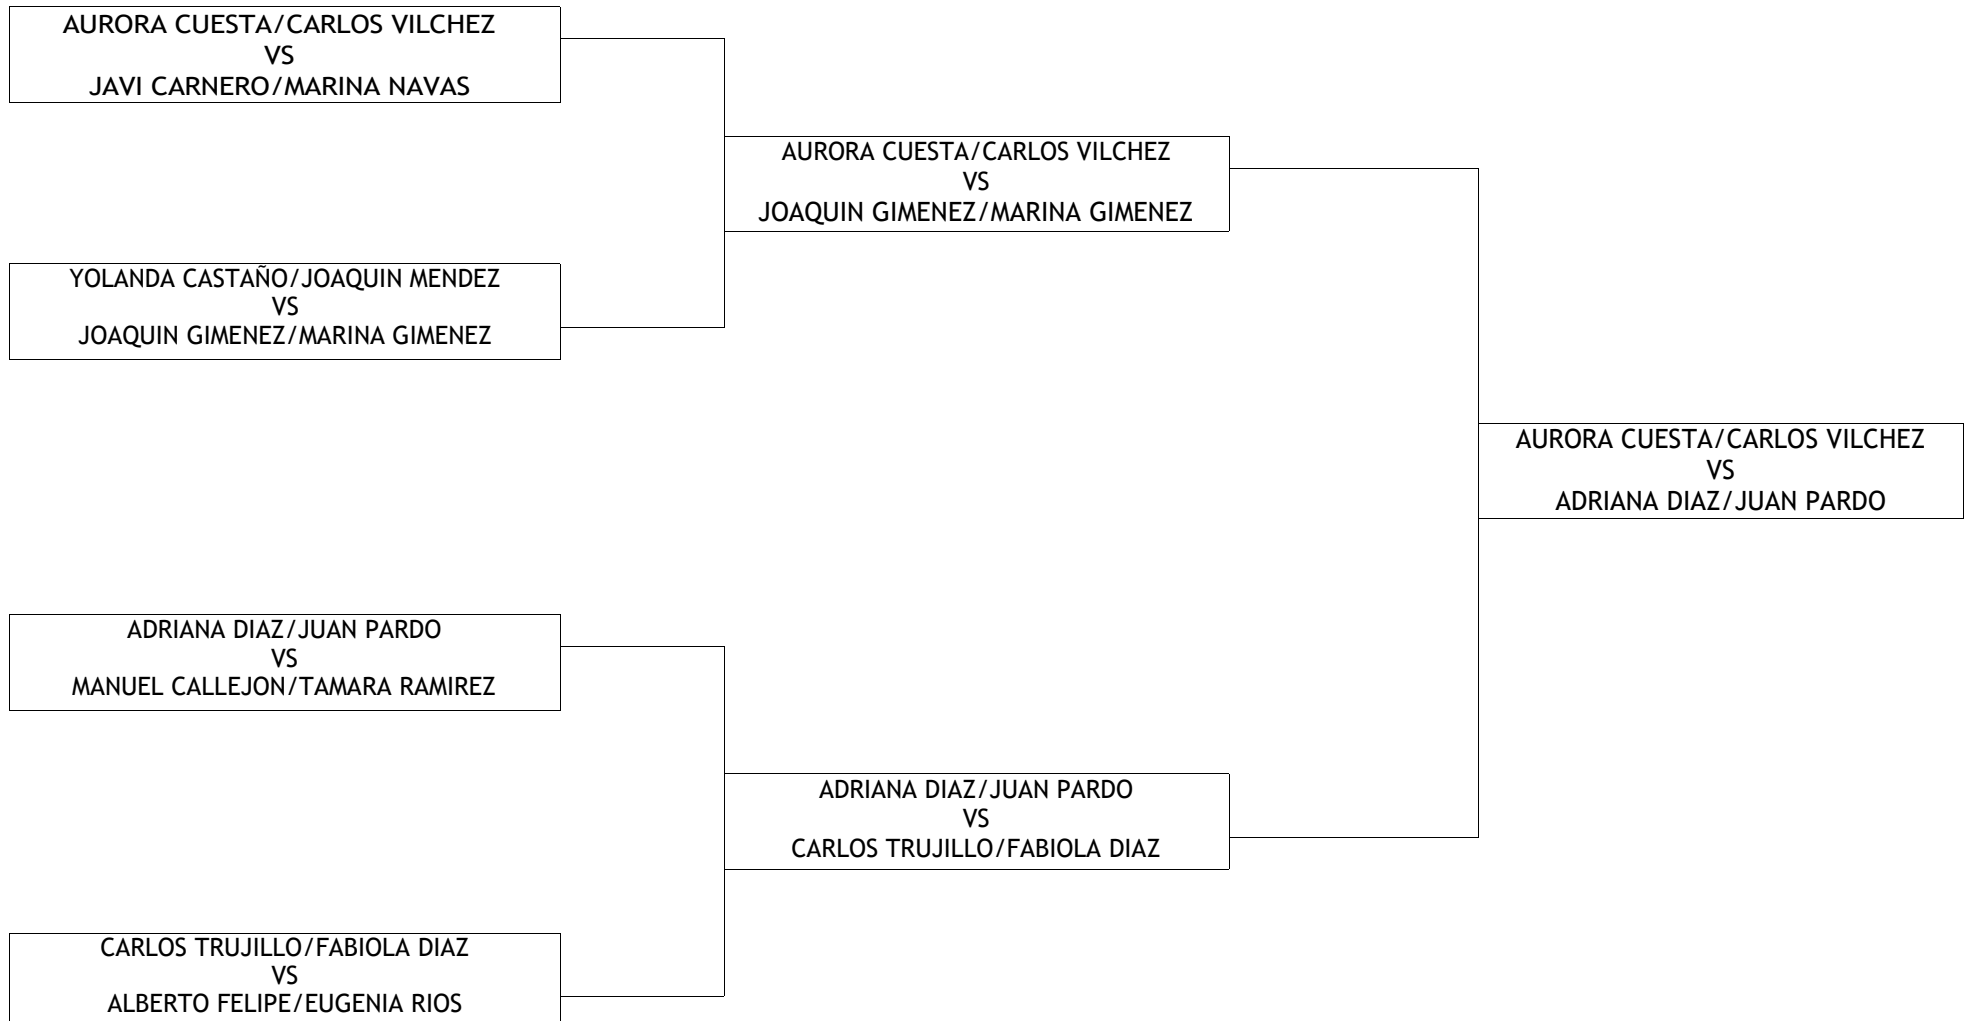 AURORA CUESTA/CARLOS VILCHEZ
VS
JAVI CARNERO/MARINA NAVAS
AURORA CUESTA/CARLOS VILCHEZ
VS
JOAQUIN GIMENEZ/MARINA GIMENEZ
YOLANDA CASTAÑO/JOAQUIN MENDEZ
VS
JOAQUIN GIMENEZ/MARINA GIMENEZ
AURORA CUESTA/CARLOS VILCHEZ
VS
ADRIANA DIAZ/JUAN PARDO
ADRIANA DIAZ/JUAN PARDO
VS
MANUEL CALLEJON/TAMARA RAMIREZ
ADRIANA DIAZ/JUAN PARDO
VS
CARLOS TRUJILLO/FABIOLA DIAZ
CARLOS TRUJILLO/FABIOLA DIAZ
VS
ALBERTO FELIPE/EUGENIA RIOS